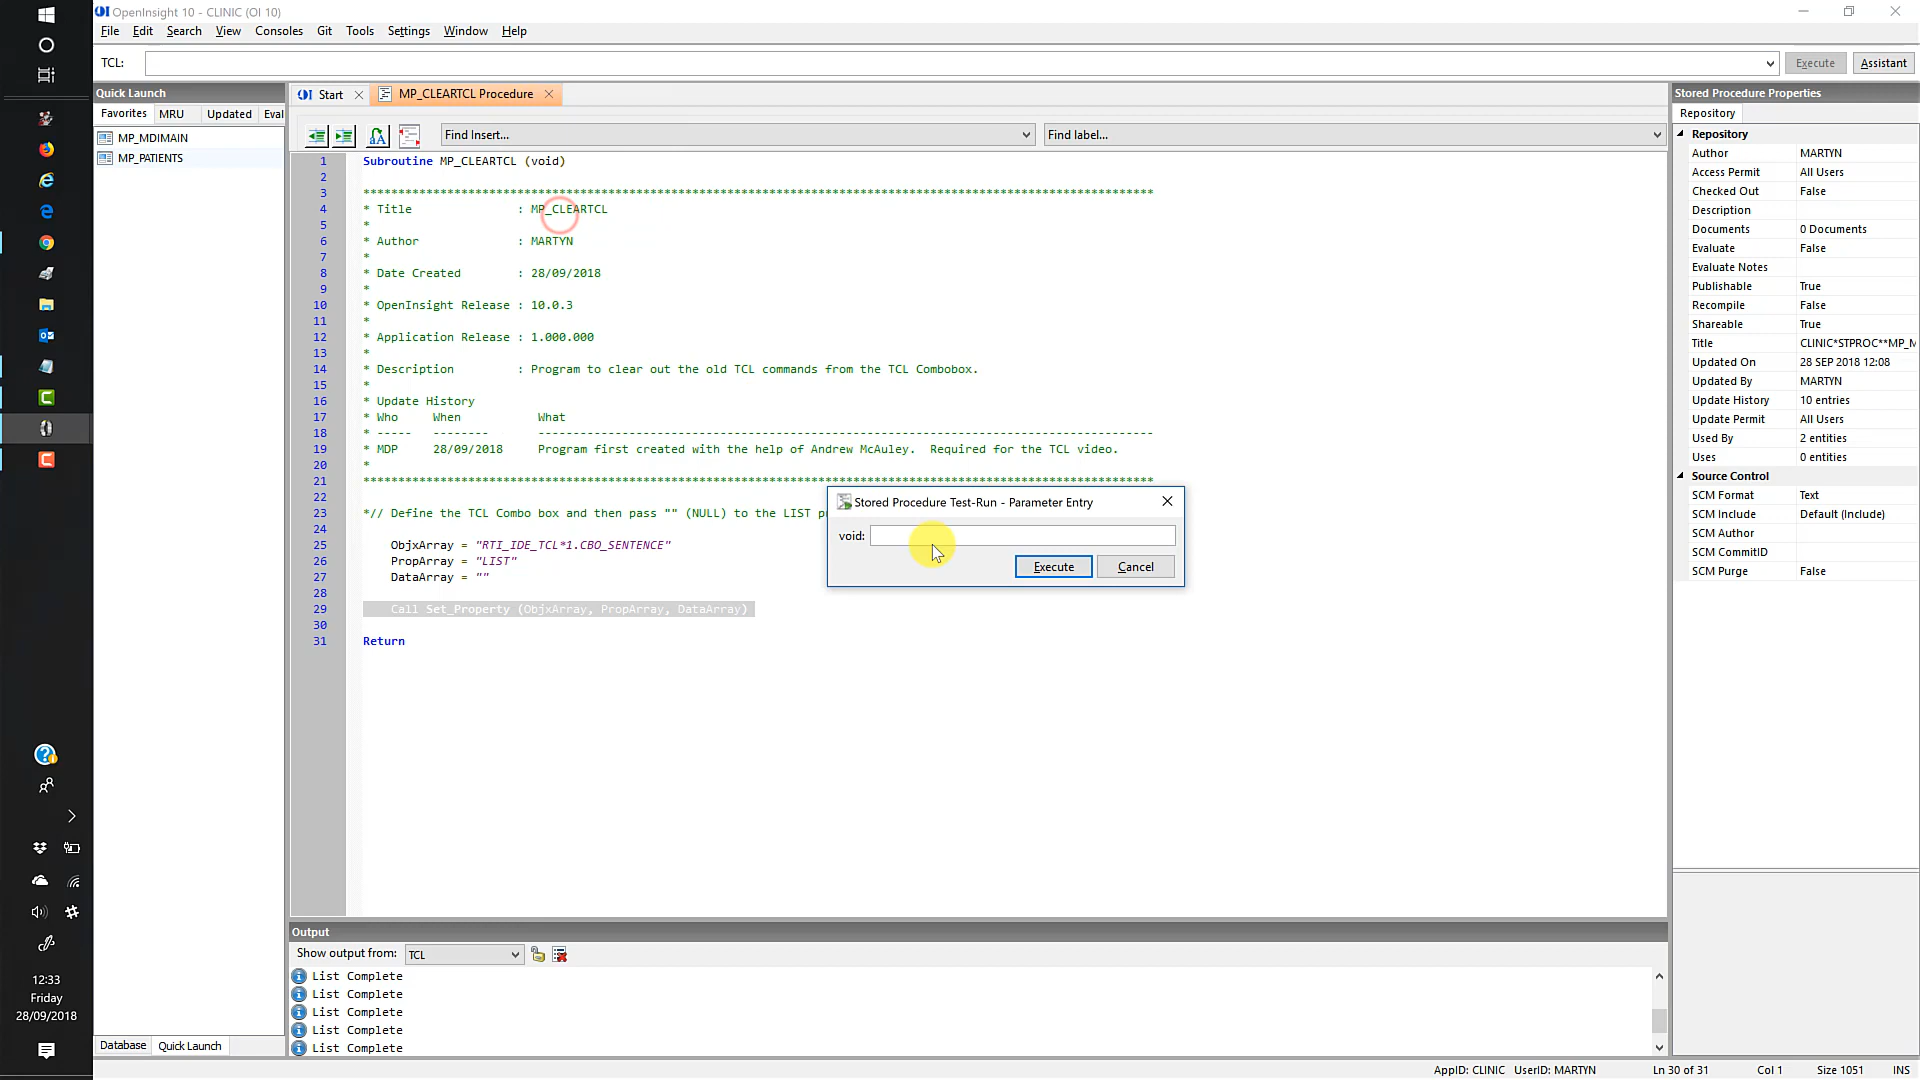 OpenInsight 10 - CLINIC (OI 10)
File Edit Search View Consoles Git Tools Settings Window Help
TCL: Execute Assistant
Quick Launch
Favorites MRU Updated Eval
MP_MDIMAIN
MP_PATIENTS
Database Quick Launch
OI Start MP_CLEARTCL Procedure
Find Insert... Find label...
1 Subroutine MP_CLEARTCL (void)
2
3 *****************************************************************************************************************
4 * Title : MP_CLEARTCL
5 *
6 * Author : MARTYN
7 *
8 * Date Created : 28/09/2018
9 *
10 * OpenInsight Release : 10.0.3
11 *
12 * Application Release : 1.000.000
13 *
14 * Description : Program to clear out the old TCL commands from the TCL Combobox.
15 *
16 * Update History
17 * Who When What
18 * ----- -------- ----------------------------------------------------------------------------------------
19 * MDP 28/09/2018 Program first created with the help of Andrew McAuley. Required for the TCL video.
20 *
21 *****************************************************************************************************************
22
23 *// Define the TCL Combo box and then pass "" (NULL) to the LIST p
24
25 ObjxArray = "RTI_IDE_TCL*1.CBO_SENTENCE"
26 PropArray = "LIST"
27 DataArray = ""
28
29 Call Set_Property (ObjxArray, PropArray, DataArray)
30
31 Return
Stored Procedure Test-Run - Parameter Entry
void:
Execute Cancel
Output
Show output from: TCL
List Complete
List Complete
List Complete
List Complete
List Complete
Stored Procedure Properties
Repository
Repository
Author MARTYN
Access Permit All Users
Checked Out False
Description
Documents 0 Documents
Evaluate False
Evaluate Notes
Publishable True
Recompile False
Shareable True
Title CLINIC*STPROC**MP_M
Updated On 28 SEP 2018 12:08
Updated By MARTYN
Update History 10 entries
Update Permit All Users
Used By 2 entities
Uses 0 entities
Source Control
SCM Format Text
SCM Include Default (Include)
SCM Author
SCM CommitID
SCM Purge False
12:33
Friday
28/09/2018
AppID: CLINIC UserID: MARTYN Ln 30 of 31 Col 1 Size 1051 INS